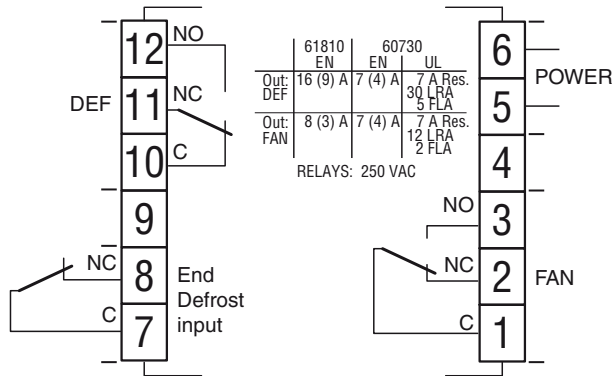 12 NO
DEF 11 NC
10 C
9
8 NC
End
Defrost
input
7 C
61810 60730
EN EN UL
Out: DEF 16 (9) A 7 (4) A 7 A Res.
30 LRA
5 FLA
Out: FAN 8 (3) A 7 (4) A 7 A Res.
12 LRA
2 FLA
RELAYS: 250 VAC
6
POWER
5
4
NO 3
NC 2 FAN
C 1